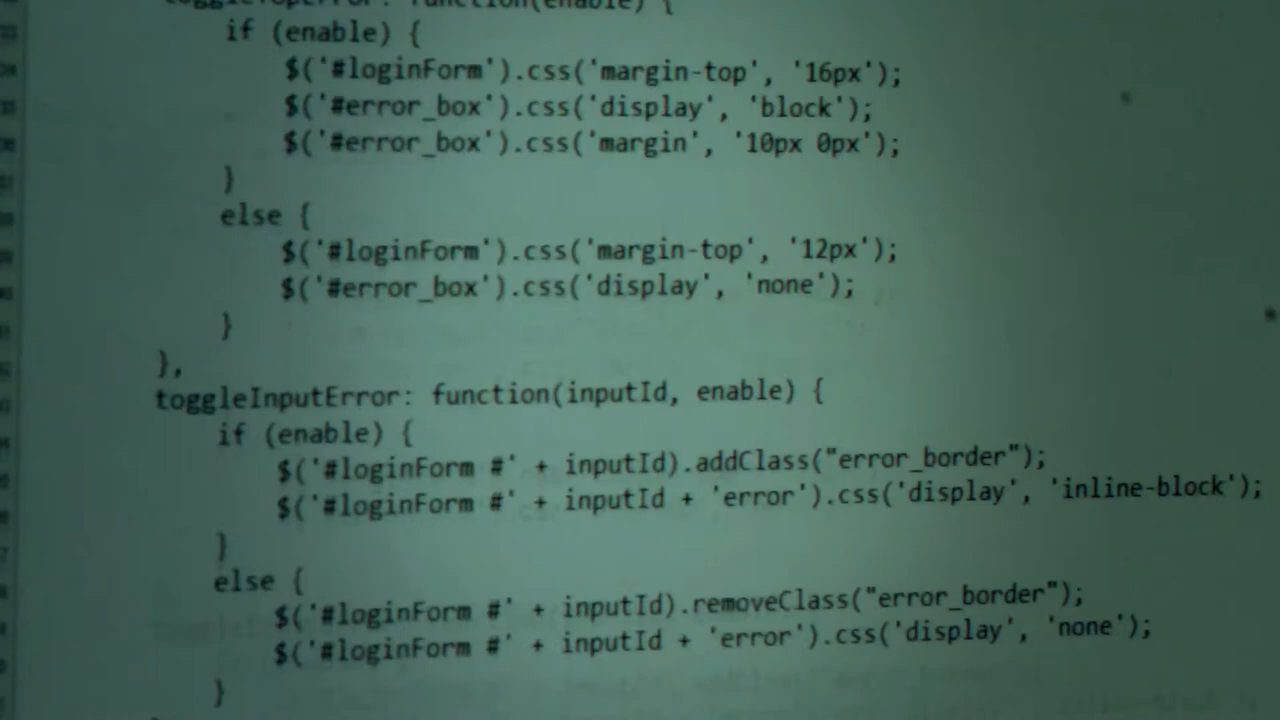 function(enable) {
if (enable) {
$('#loginForm').css('margin-top', '16px');
$('#error_box').css('display', 'block');
$('#error_box').css('margin', '10px 0px');
}
else {
$('#loginForm').css('margin-top', '12px');
$('#error_box').css('display', 'none');
}
},
toggleInputError: function(inputId, enable) {
if (enable) {
$('#loginForm #' + inputId).addClass("error_border");
$('#loginForm #' + inputId + 'error').css('display', 'inline-block');
}
else {
$('#loginForm #' + inputId).removeClass("error_border");
$('#loginForm #' + inputId + 'error').css('display', 'none');
}